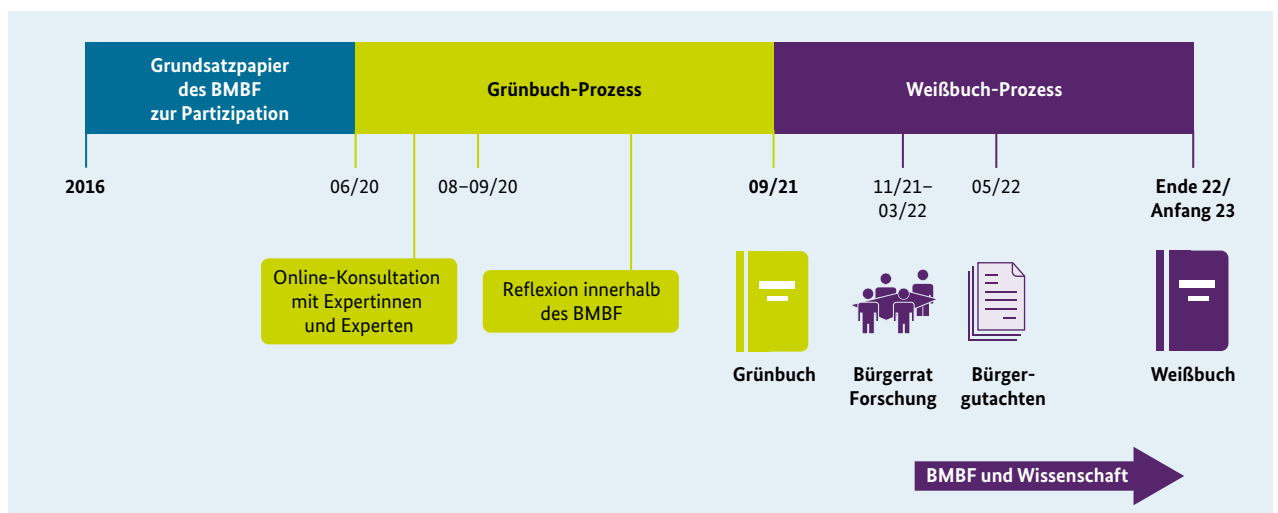 Grundsatzpapier
des BMBF
zur Partizipation
Grünbuch-Prozess
Weißbuch-Prozess
2016
06/20
08–09/20
09/21
11/21–
03/22
05/22
Ende 22/
Anfang 23
Online-Konsultation
mit Expertinnen
und Experten
Reflexion innerhalb
des BMBF
Grünbuch
Bürgerrat
Forschung
Bürger-
gutachten
Weißbuch
BMBF und Wissenschaft